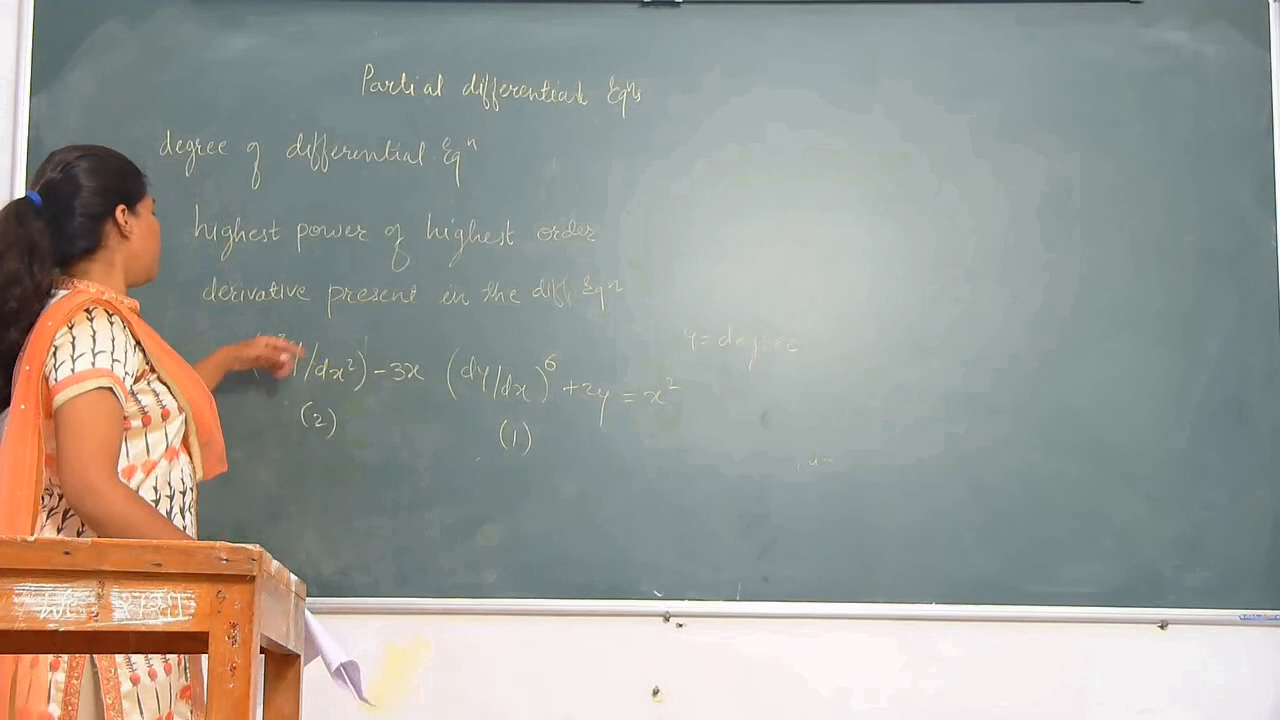 Partial differential Eqⁿs
degree of differential Eqⁿ
highest power of highest order
derivative present in the diff. Eqⁿ
/dx²) - 3x (dy/dx)⁶ + 2y = x²
(2) (1)
4 = degree